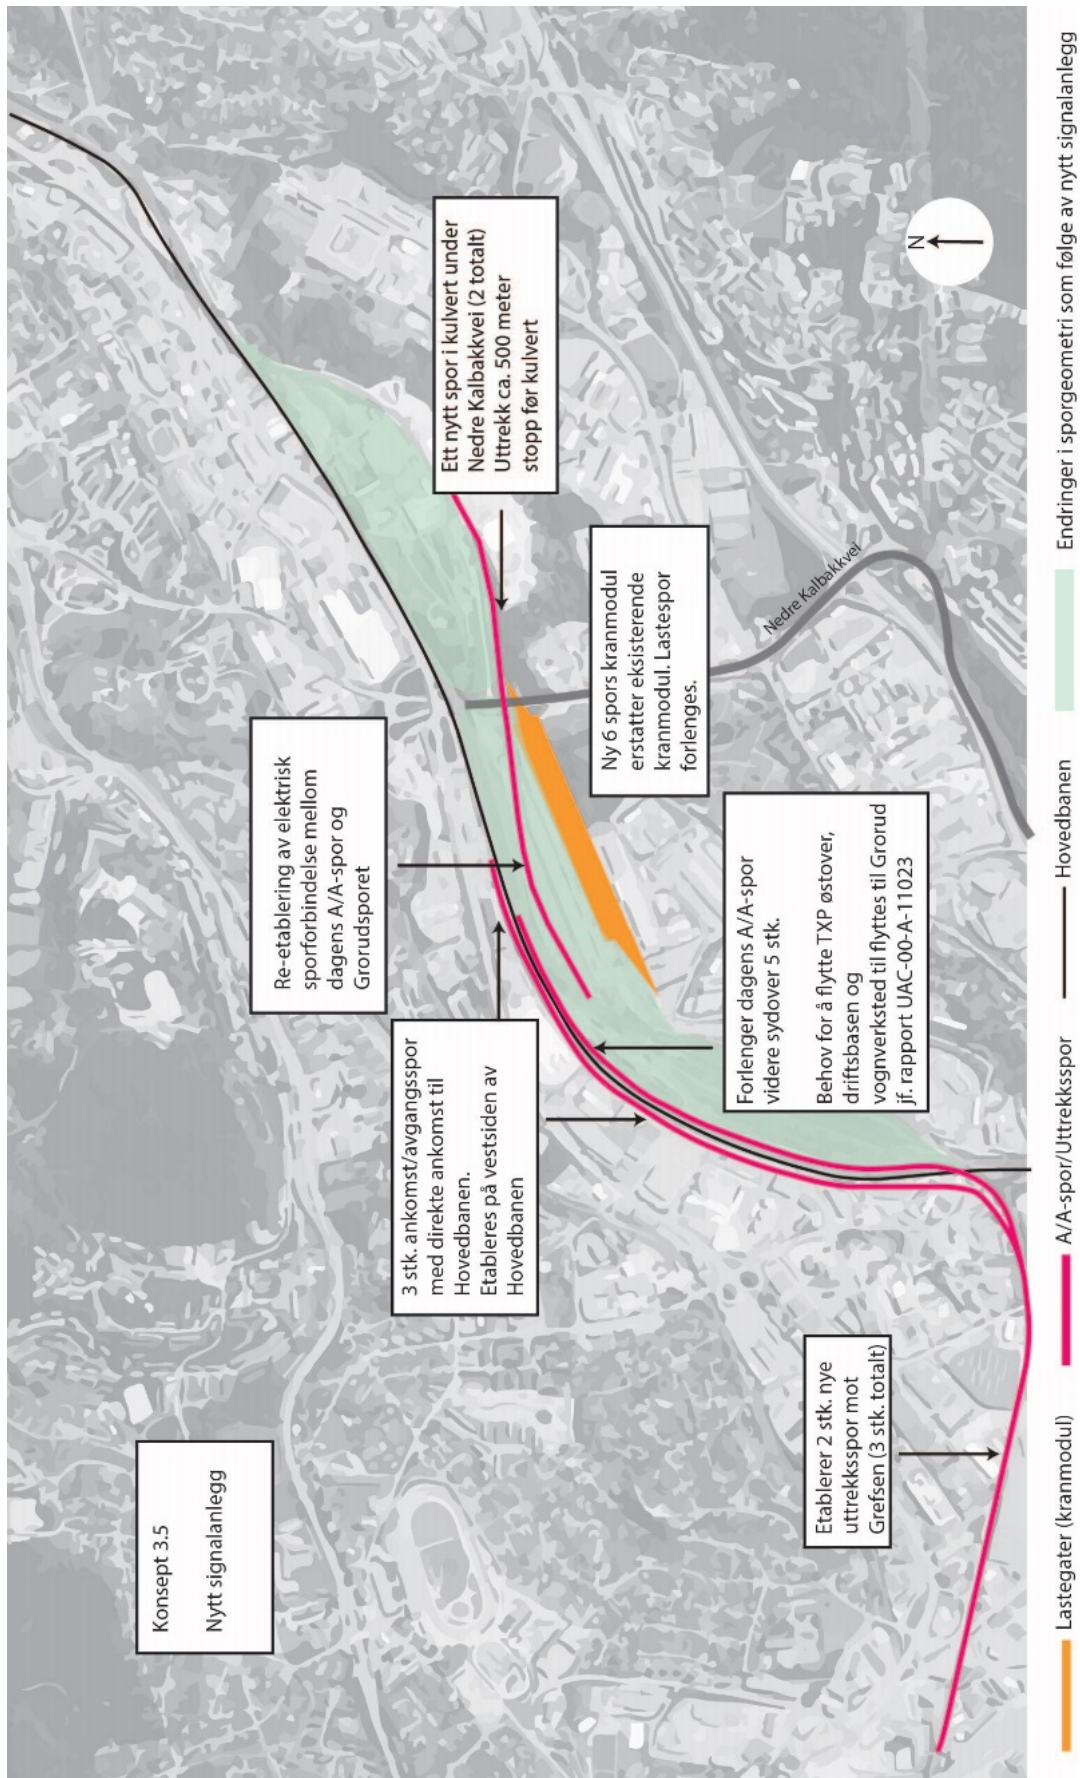 Konsept 3.5
Nytt signalanlegg
Re-etablering av elektrisk
sporforbindelse mellom
dagens A/A-spor og
Grorudsporet
3 stk. ankomst/avgangsspor
med direkte ankomst til
Hovedbanen.
Etableres på vestsiden av
Hovedbanen
Ett nytt spor i kulvert under
Nedre Kalbakkvei (2 totalt)
Uttrekk ca. 500 meter
stopp før kulvert
Ny 6 spors kranmodul
erstatter eksisterende
kranmodul. Lastespor
forlenges.
Forlenger dagens A/A-spor
videre sydover 5 stk.
Behov for å flytte TXP østover,
driftsbasen og
vognverksted til flyttes til Grorud
jf. rapport UAC-00-A-11023
Etablerer 2 stk. nye
uttrekksspor mot
Grefsen (3 stk. totalt)
Nedre Kalbakkvei
N
Lastegater (kranmodul)
A/A-spor/Uttrekksspor
Hovedbanen
Endringer i sporgeometri som følge av nytt signalanlegg